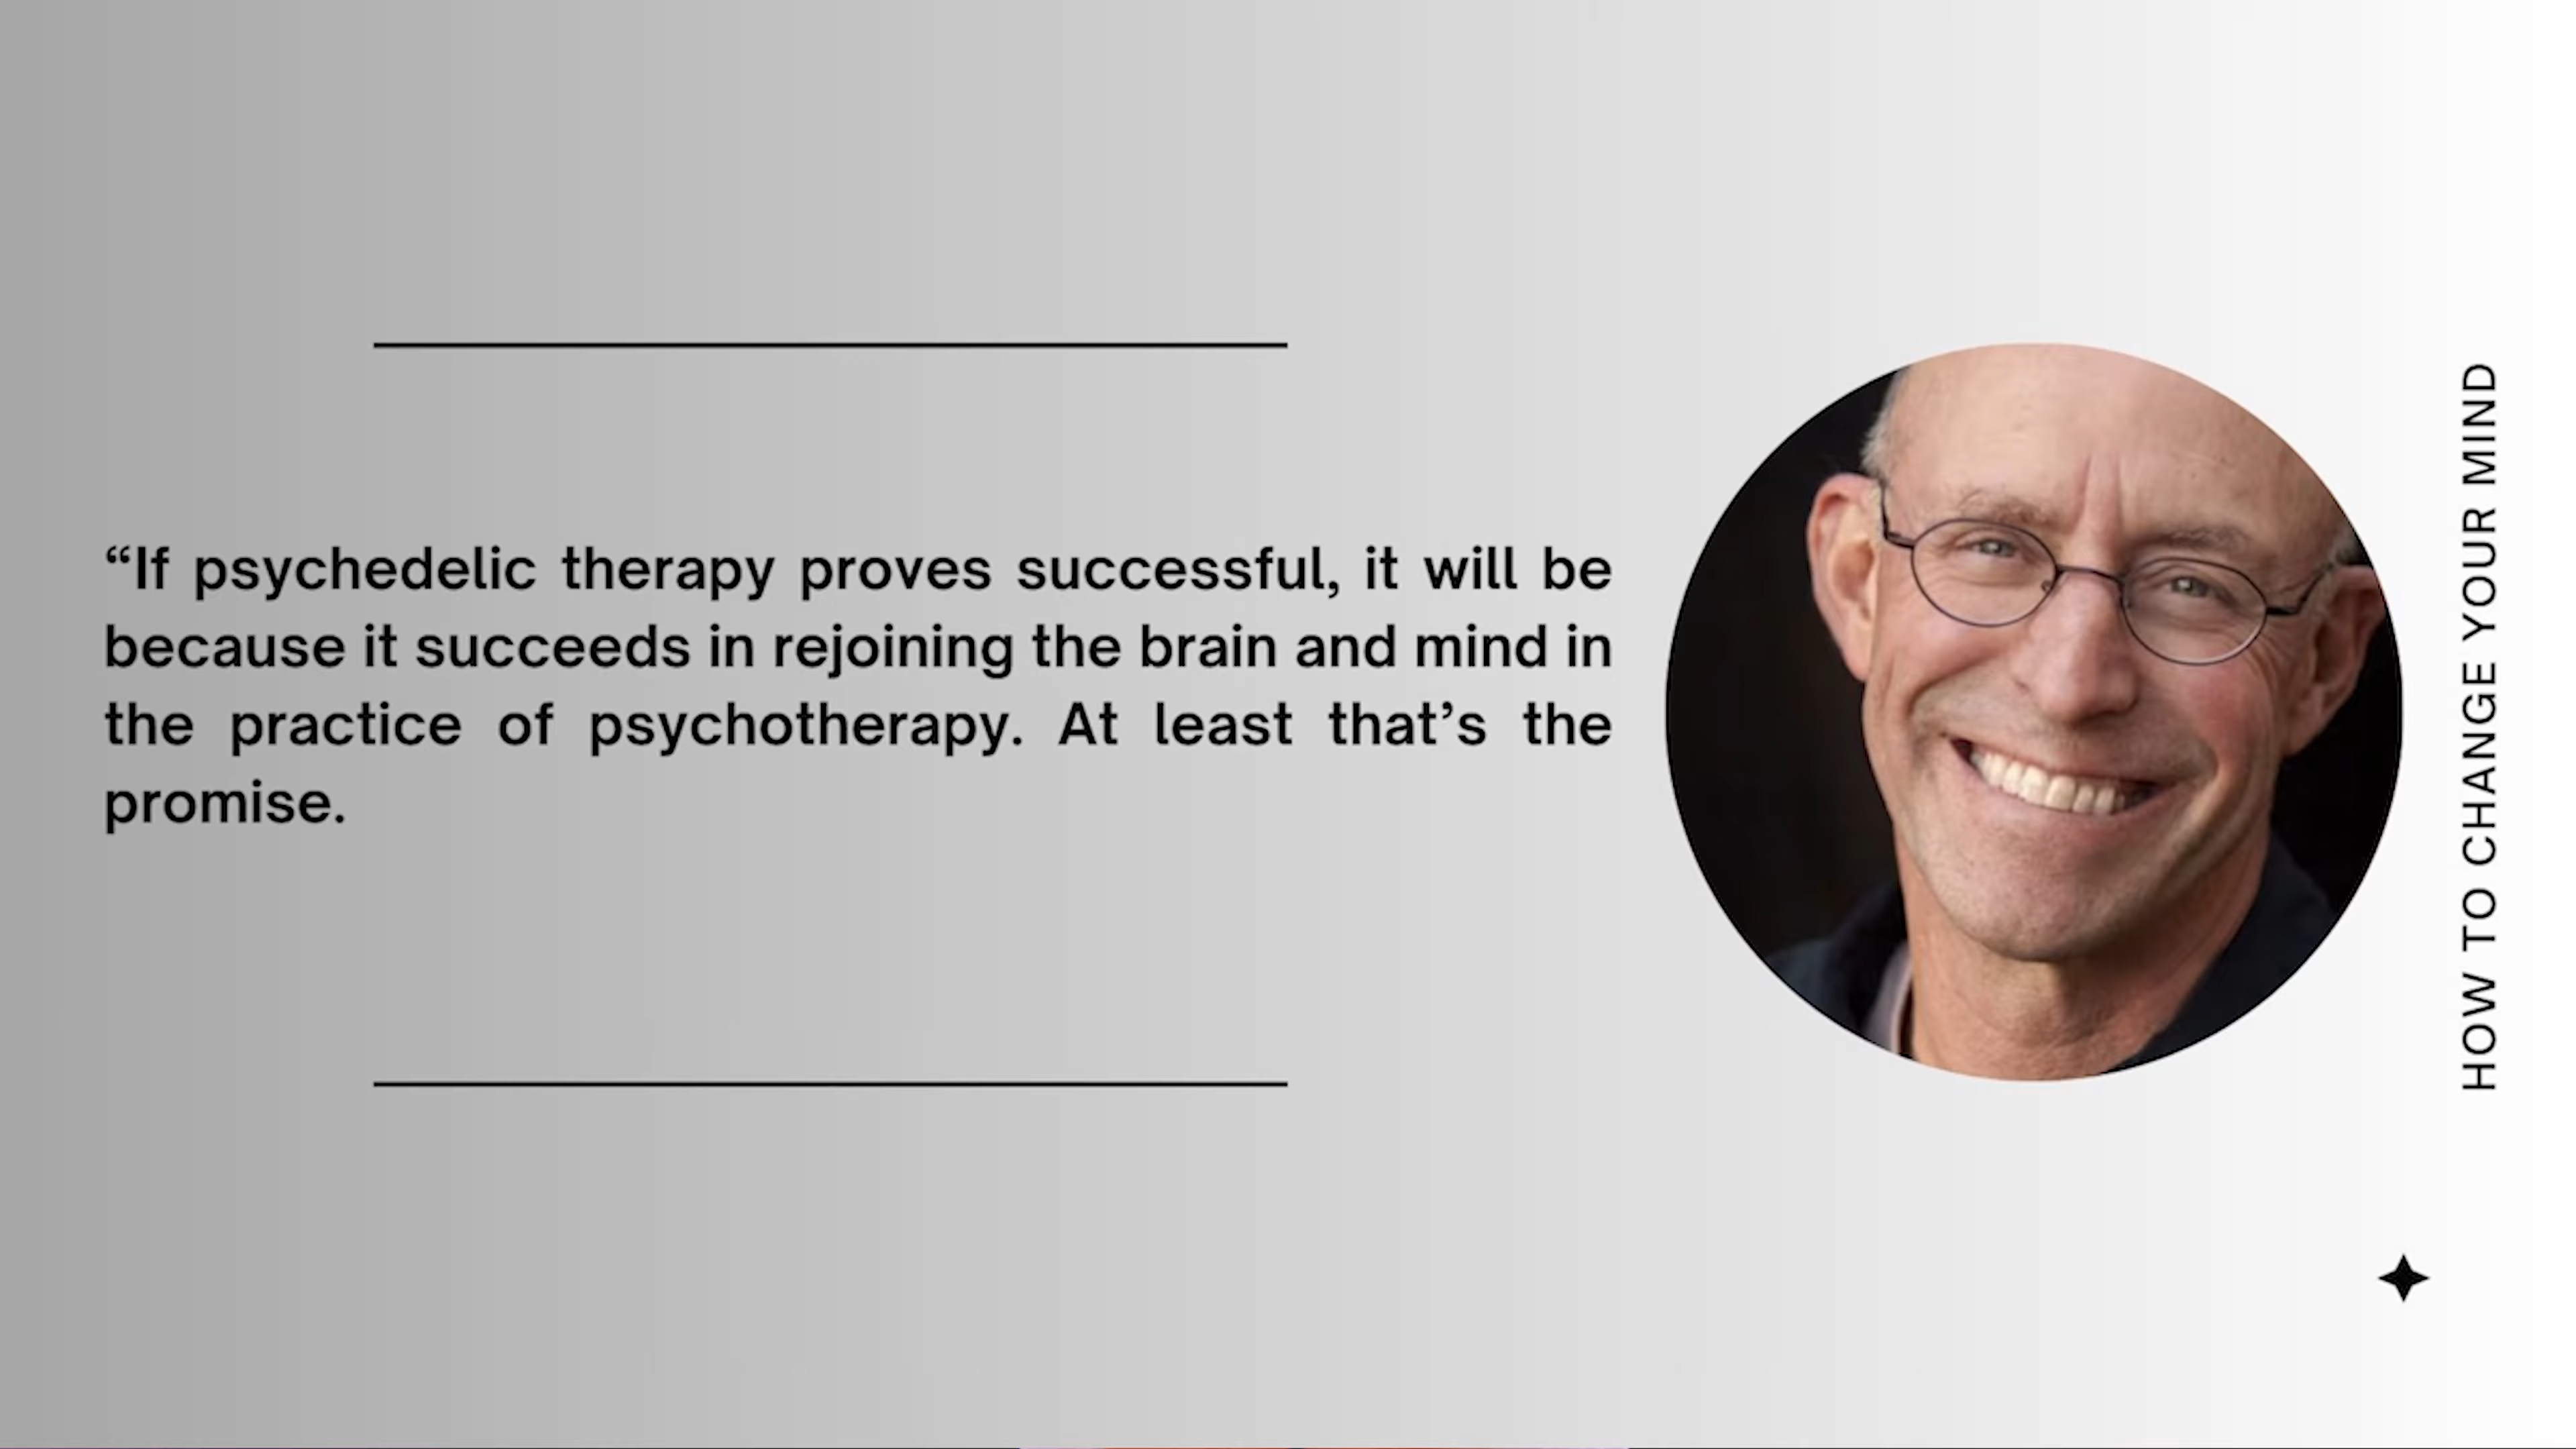 “If psychedelic therapy proves successful, it will be
because it succeeds in rejoining the brain and mind in
the practice of psychotherapy. At least that’s the
promise.
HOW TO CHANGE YOUR MIND